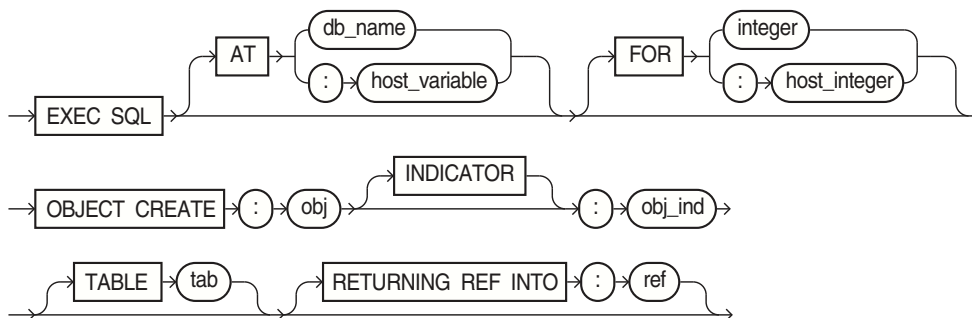 db_name integer
AT FOR
: host_variable : host_integer
EXEC SQL
INDICATOR
OBJECT CREATE : obj : obj_ind
TABLE tab RETURNING REF INTO : ref